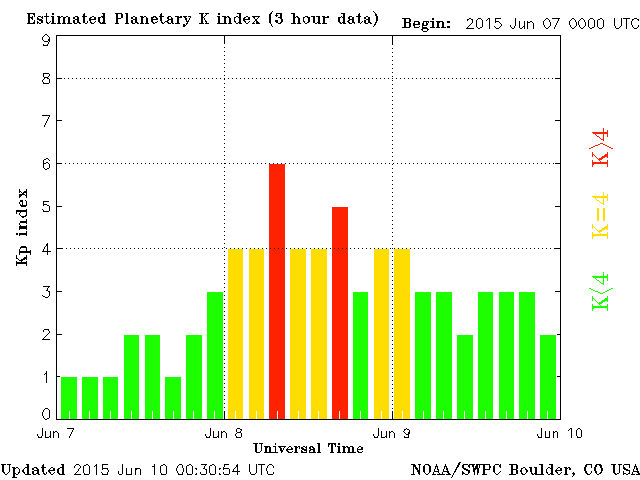 Estimated Planetary K index (3 hour data) Begin: 2015 Jun 07 0000 UTC
9
8
7
6
5
4
3
2
1
0
Kp index
K>4
K=4
K<4
Jun 7 Jun 8 Jun 9 Jun 10
Universal Time
Updated 2015 Jun 10 00:30:54 UTC NOAA/SWPC Boulder, CO USA